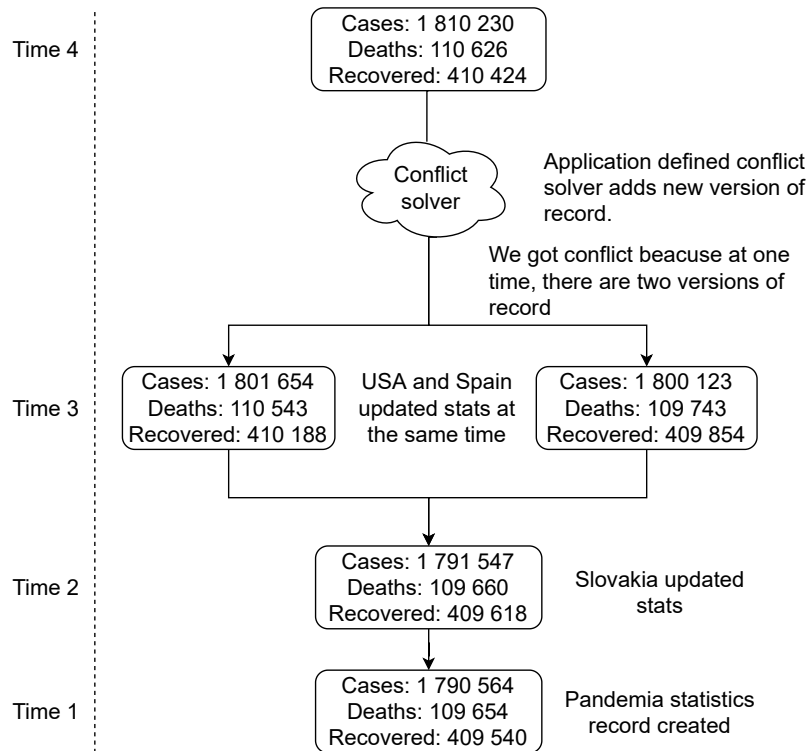 Time 4
Cases: 1 810 230
Deaths: 110 626
Recovered: 410 424
Conflict
solver
Application defined conflict
solver adds new version of
record.
We got conflict beacuse at one
time, there are two versions of
record
Time 3
Cases: 1 801 654
Deaths: 110 543
Recovered: 410 188
USA and Spain
updated stats at
the same time
Cases: 1 800 123
Deaths: 109 743
Recovered: 409 854
Time 2
Cases: 1 791 547
Deaths: 109 660
Recovered: 409 618
Slovakia updated
stats
Time 1
Cases: 1 790 564
Deaths: 109 654
Recovered: 409 540
Pandemia statistics
record created